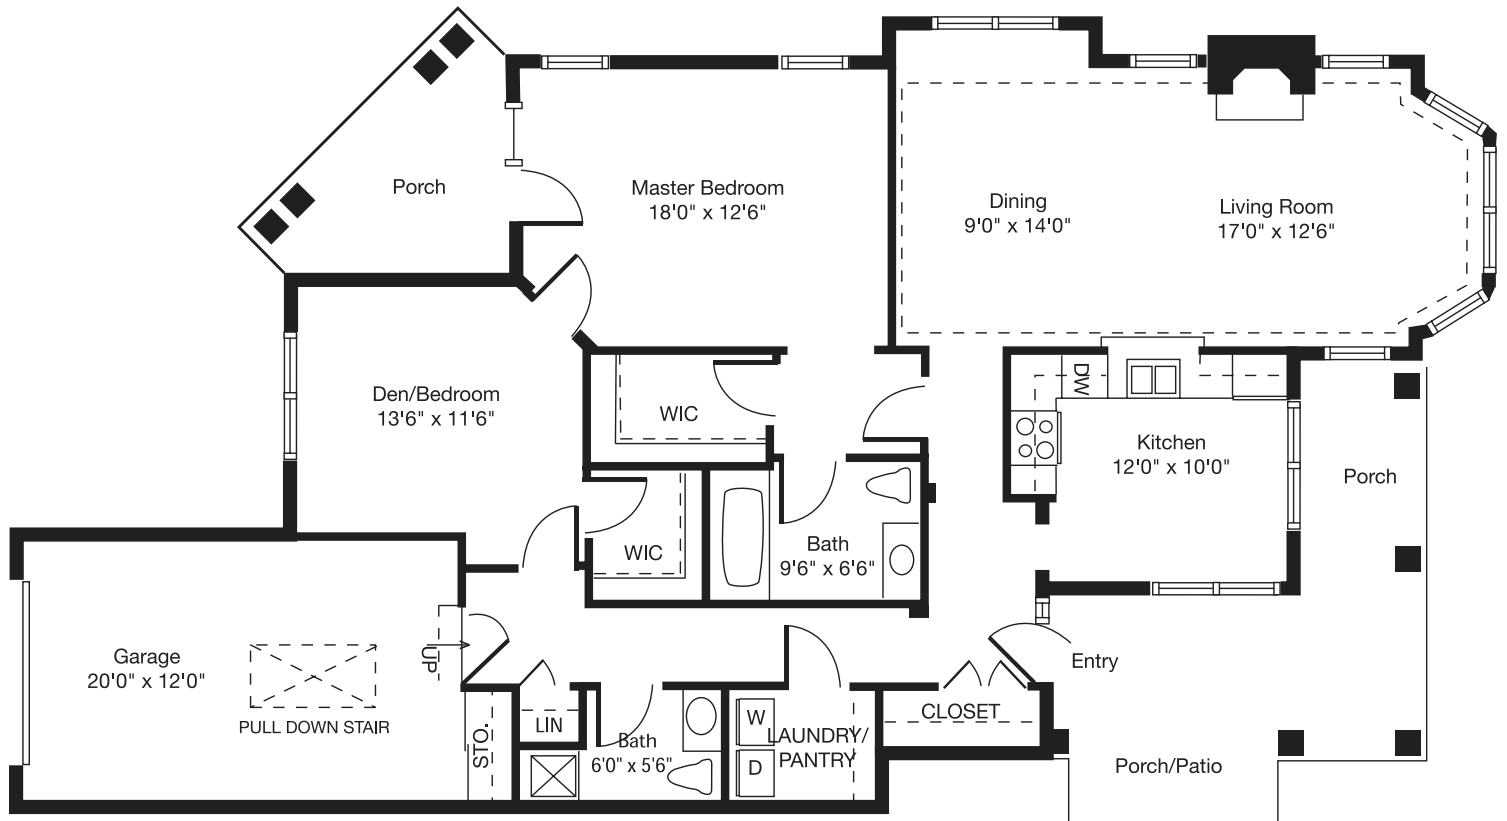 Porch
Master Bedroom
18'0" x 12'6"
Dining
9'0" x 14'0"
Living Room
17'0" x 12'6"
Den/Bedroom
13'6" x 11'6"
WIC
DW
Kitchen
12'0" x 10'0"
Porch
WIC
Bath
9'6" x 6'6"
Garage
20'0" x 12'0"
UP
PULL DOWN STAIR
Entry
STO.
LIN
Bath
6'0" x 5'6"
W
D
LAUNDRY/
PANTRY
CLOSET
Porch/Patio